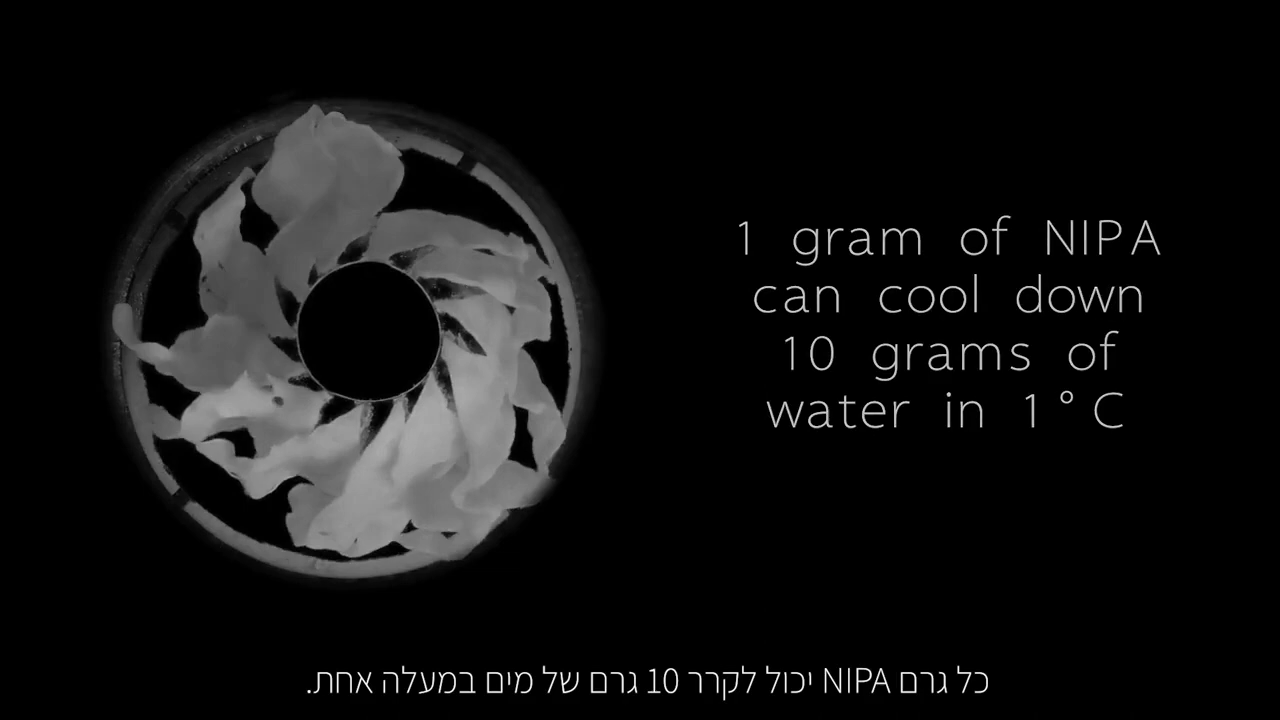 1 gram of NIPA
can cool down
10 grams of
water in 1°C
כל גרם NIPA יכול לקרר 10 גרם של מים במעלה אחת.